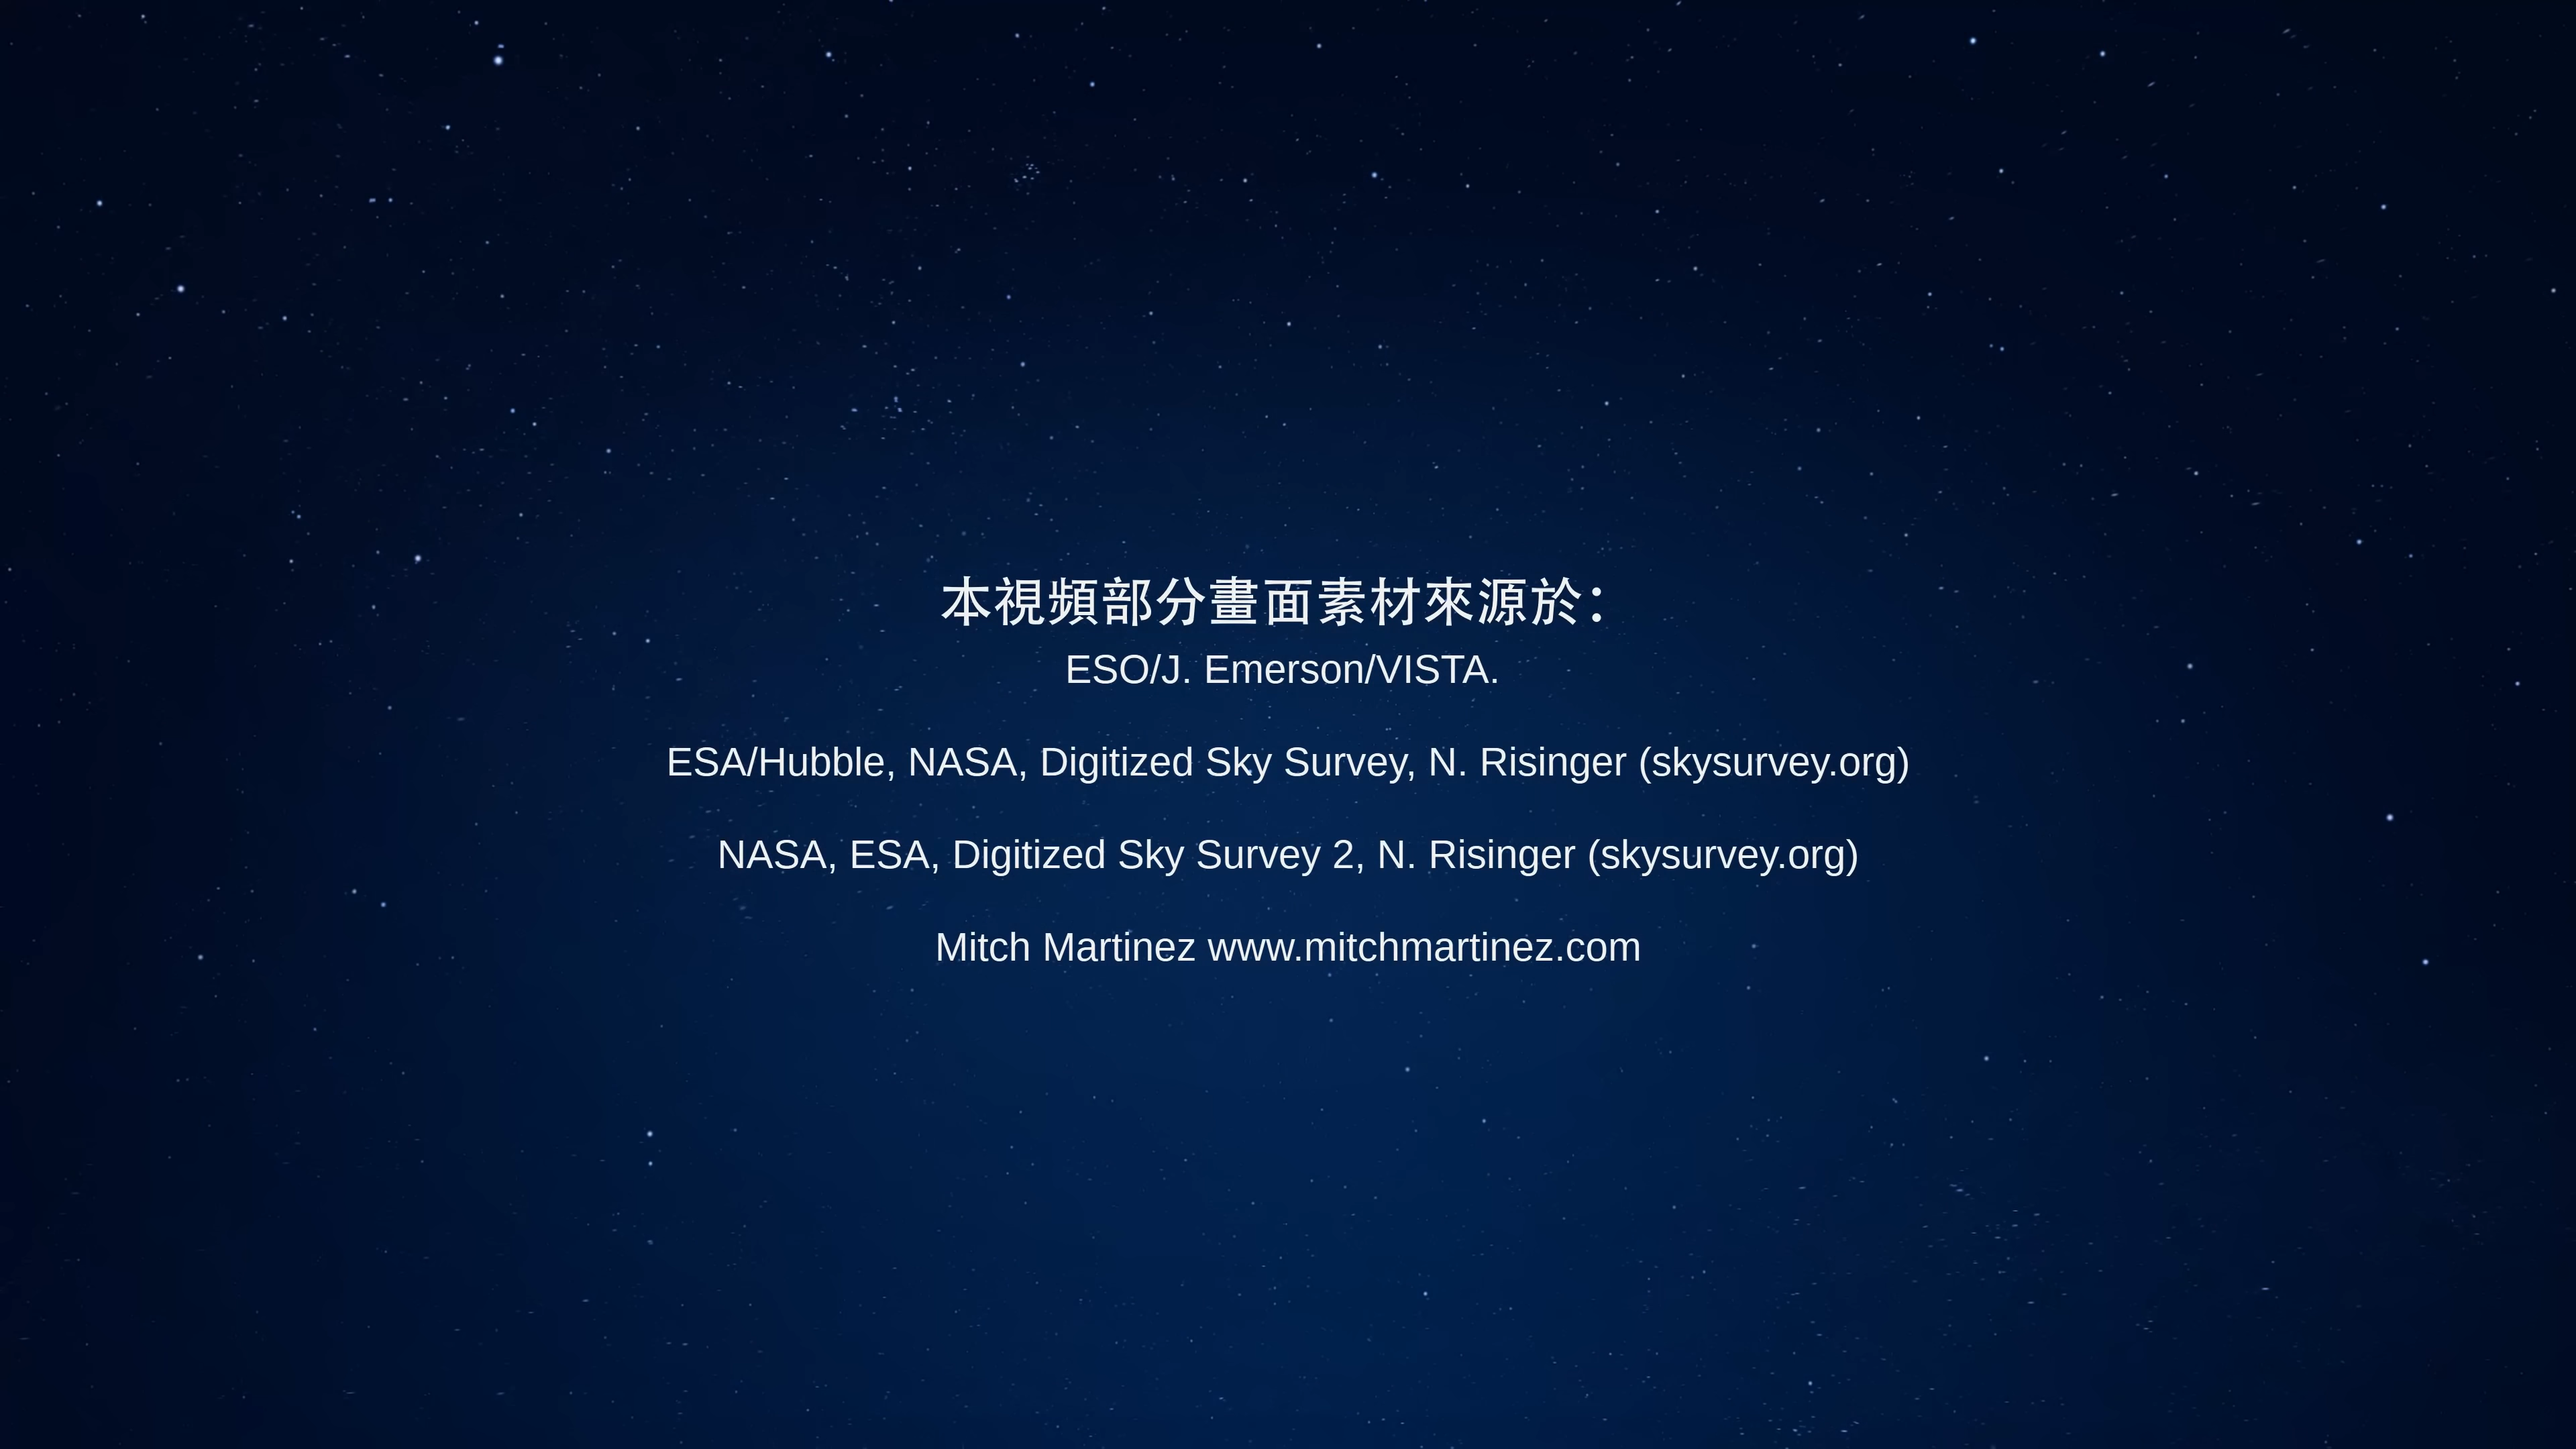 本視頻部分畫面素材來源於：
ESO/J. Emerson/VISTA.
ESA/Hubble, NASA, Digitized Sky Survey, N. Risinger (skysurvey.org)
NASA, ESA, Digitized Sky Survey 2, N. Risinger (skysurvey.org)
Mitch Martinez www.mitchmartinez.com